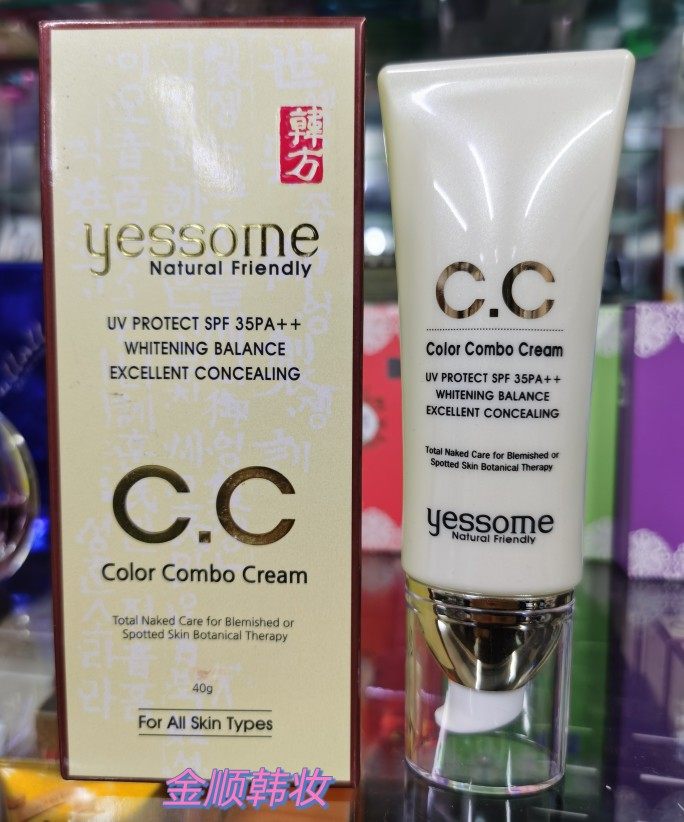 韓方
yessome
Natural Friendly
UV PROTECT SPF 35PA++
WHITENING BALANCE
EXCELLENT CONCEALING
C.C
Color Combo Cream
Total Naked Care for Blemished or
Spotted Skin Botanical Therapy
40g
For All Skin Types
C.C
Color Combo Cream
UV PROTECT SPF 35PA++
WHITENING BALANCE
EXCELLENT CONCEALING
Total Naked Care for Blemished or
Spotted Skin Botanical Therapy
yessome
Natural Friendly
金顺韩妆